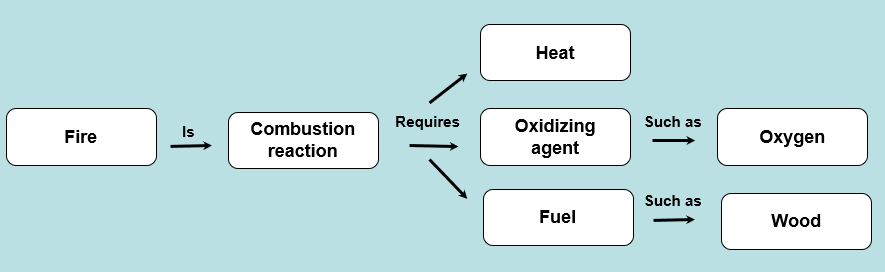 Fire
Is
Combustion
reaction
Requires
Heat
Oxidizing
agent
Such as
Oxygen
Fuel
Such as
Wood